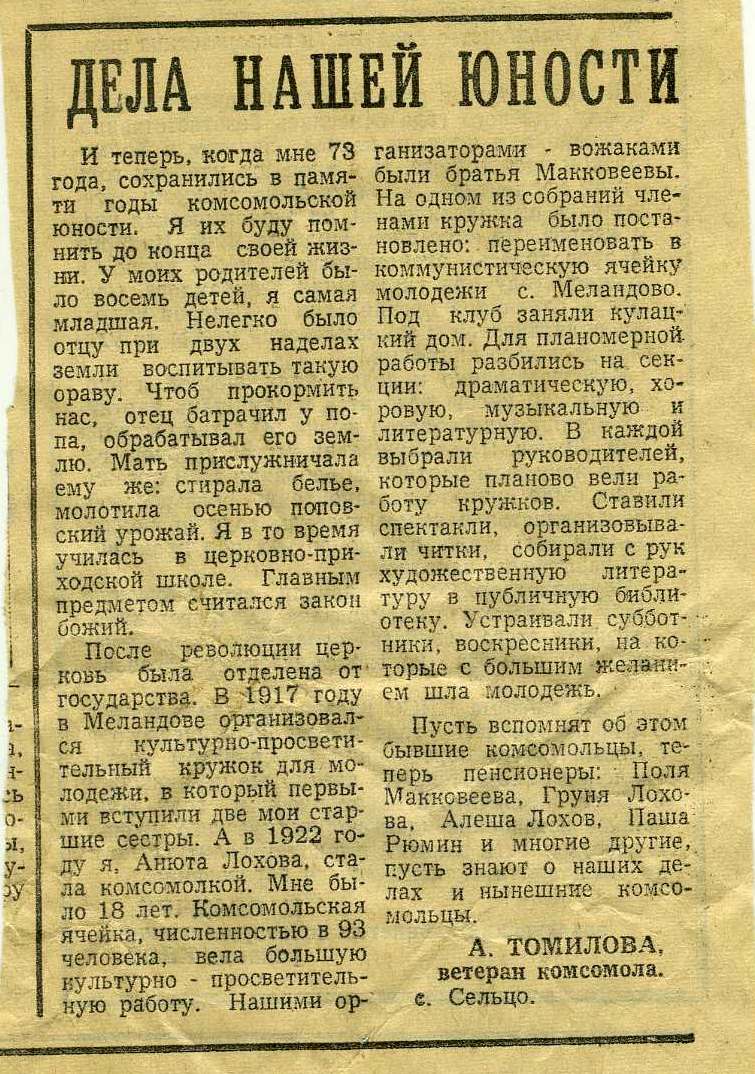 ДЕЛА НАШЕЙ ЮНОСТИ
И теперь, когда мне 73
года, сохранились в памя-
ти годы комсомольской
юности. Я их буду пом-
нить до конца своей жиз-
ни. У моих родителей бы-
ло восемь детей, я самая
младшая. Нелегко было
отцу при двух наделах
земли воспитывать такую
ораву. Чтоб прокормить
нас, отец батрачил у по-
па, обрабатывал его зем-
лю. Мать прислужничала
ему же: стирала белье,
молотила осенью попов-
ский урожай. Я в то время
училась в церковно-при-
ходской школе. Главным
предметом считался закон
божий.
После революции цер-
ковь была отделена от
государства. В 1917 году
в Меландове организовал-
ся культурно-просвети-
тельный кружок для мо-
лодежи, в который первы-
ми вступили две мои стар-
шие сестры. А в 1922 го-
ду я, Анюта Лохова, ста-
ла комсомолкой. Мне бы-
ло 18 лет. Комсомольская
ячейка, численностью в 93
человека, вела большую
культурно - просветитель-
ную работу. Нашими ор-
ганизаторами - вожаками
были братья Макковеевы.
На одном из собраний чле-
нами кружка было поста-
новлено: переименовать в
коммунистическую ячейку
молодежи с. Меландово.
Под клуб заняли кулац-
кий дом. Для планомерной
работы разбились на сек-
ции: драматическую, хо-
ровую, музыкальную и
литературную. В каждой
выбрали руководителей,
которые планово вели ра-
боту кружков. Ставили
спектакли, организовыва-
ли читки, собирали с рук
художественную литера-
туру в публичную библи-
отеку. Устраивали суббот-
ники, воскресники, на ко-
торые с большим желани-
ем шла молодежь.
Пусть вспомнят об этом
бывшие комсомольцы, те-
перь пенсионеры: Поля
Макковеева, Груня Лохо-
ва, Алеша Лохов, Паша
Рюмин и многие другие,
пусть знают о наших де-
лах и нынешние комсо-
мольцы.
А. ТОМИЛОВА,
ветеран комсомола.
с. Сельцо.